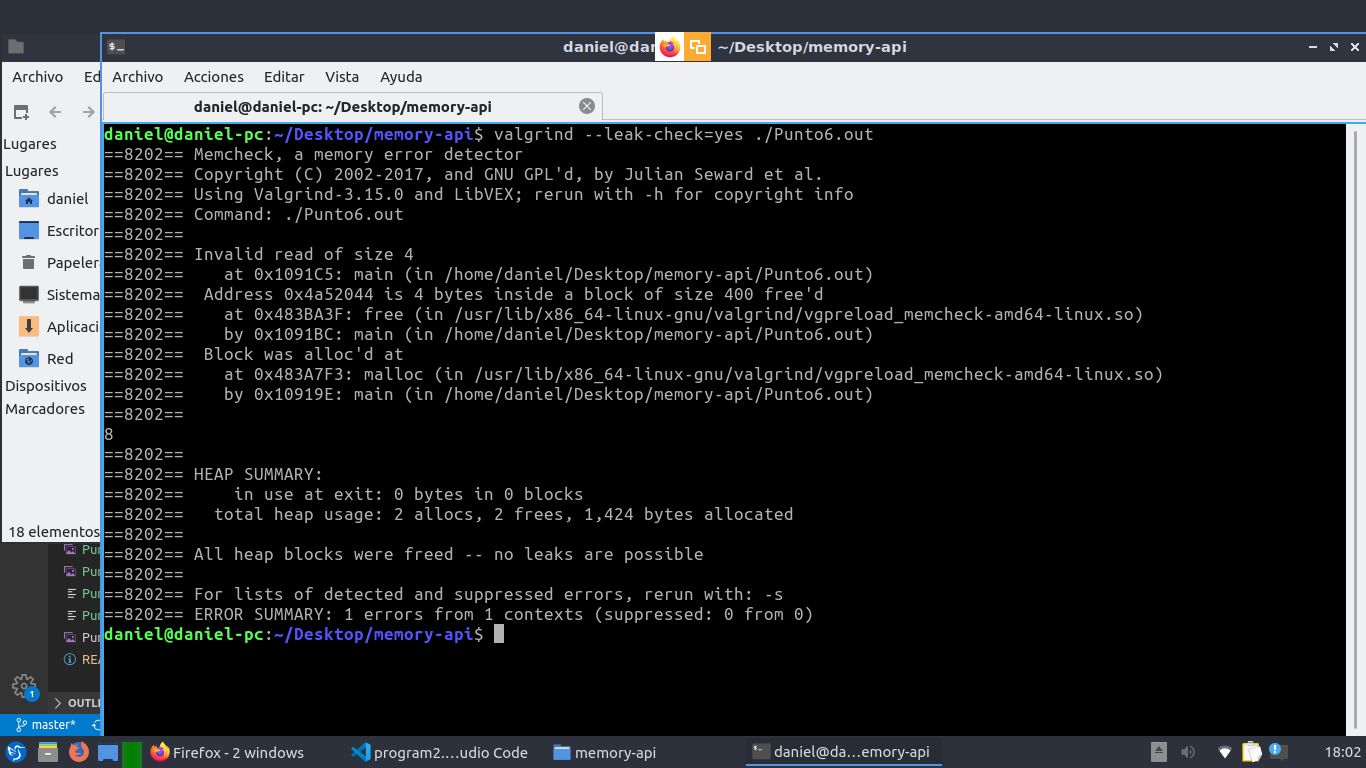 daniel@dan
~/Desktop/memory-api
Archivo
Archivo Acciones Editar Vista Ayuda
daniel@daniel-pc: ~/Desktop/memory-api
Lugares
Lugares
daniel
Escritor
Papeler
Sistema
Aplicaci
Red
Dispositivos
Marcadores
18 elementos
daniel@daniel-pc:~/Desktop/memory-api$ valgrind --leak-check=yes ./Punto6.out
==8202== Memcheck, a memory error detector
==8202== Copyright (C) 2002-2017, and GNU GPL'd, by Julian Seward et al.
==8202== Using Valgrind-3.15.0 and LibVEX; rerun with -h for copyright info
==8202== Command: ./Punto6.out
==8202==
==8202== Invalid read of size 4
==8202==    at 0x1091C5: main (in /home/daniel/Desktop/memory-api/Punto6.out)
==8202==  Address 0x4a52044 is 4 bytes inside a block of size 400 free'd
==8202==    at 0x483BA3F: free (in /usr/lib/x86_64-linux-gnu/valgrind/vgpreload_memcheck-amd64-linux.so)
==8202==    by 0x1091BC: main (in /home/daniel/Desktop/memory-api/Punto6.out)
==8202==  Block was alloc'd at
==8202==    at 0x483A7F3: malloc (in /usr/lib/x86_64-linux-gnu/valgrind/vgpreload_memcheck-amd64-linux.so)
==8202==    by 0x10919E: main (in /home/daniel/Desktop/memory-api/Punto6.out)
==8202==
8
==8202==
==8202== HEAP SUMMARY:
==8202==     in use at exit: 0 bytes in 0 blocks
==8202==   total heap usage: 2 allocs, 2 frees, 1,424 bytes allocated
==8202==
==8202== All heap blocks were freed -- no leaks are possible
==8202==
==8202== For lists of detected and suppressed errors, rerun with: -s
==8202== ERROR SUMMARY: 1 errors from 1 contexts (suppressed: 0 from 0)
daniel@daniel-pc:~/Desktop/memory-api$
Pun
Pun
Pun
Pun
Pun
REA
1
OUTLI
master*
Firefox - 2 windows
program2....udio Code
memory-api
daniel@da...emory-api
18:02